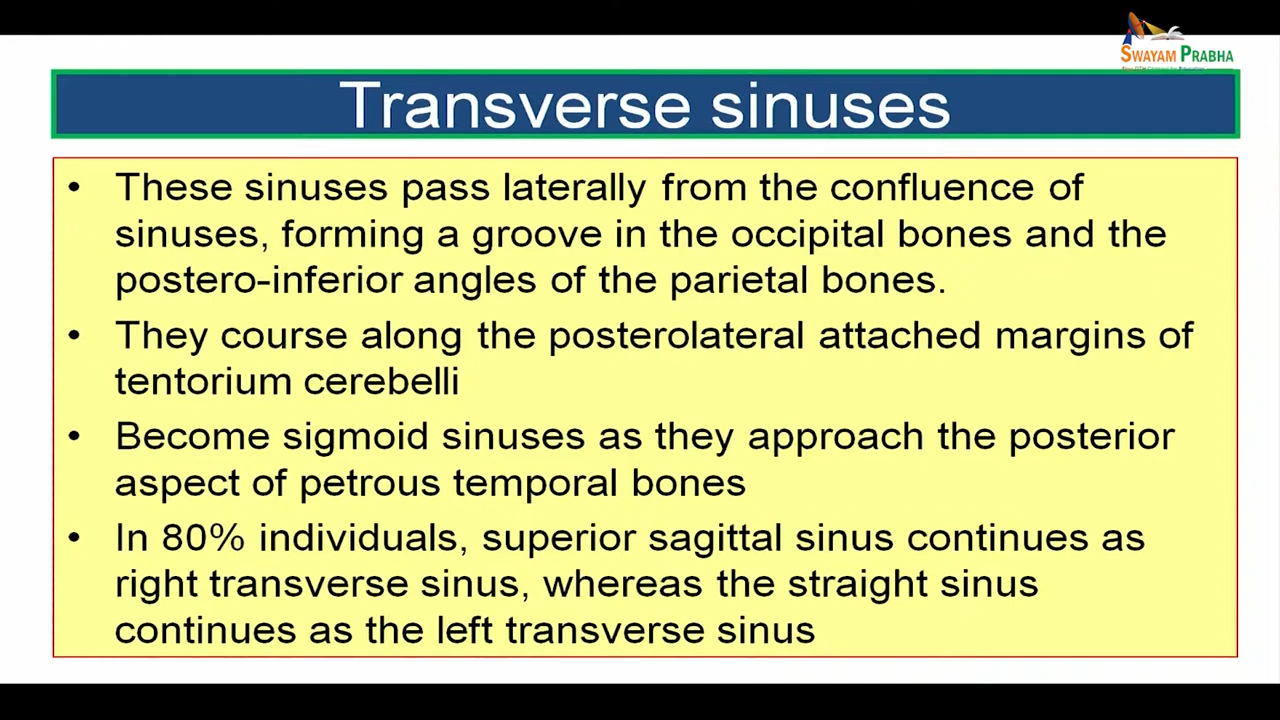 SWAYAM PRABHA
Transverse sinuses
• These sinuses pass laterally from the confluence of
sinuses, forming a groove in the occipital bones and the
postero-inferior angles of the parietal bones.
• They course along the posterolateral attached margins of
tentorium cerebelli
• Become sigmoid sinuses as they approach the posterior
aspect of petrous temporal bones
• In 80% individuals, superior sagittal sinus continues as
right transverse sinus, whereas the straight sinus
continues as the left transverse sinus